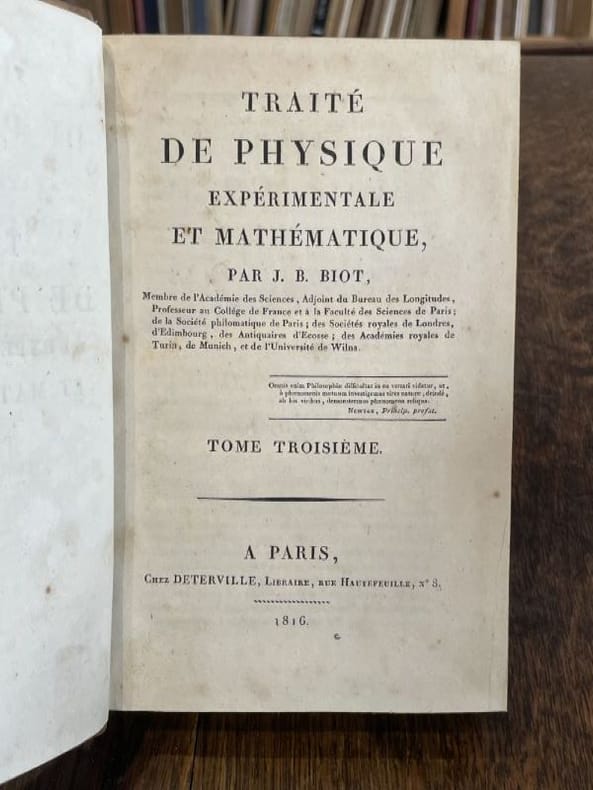 TRAITÉ
DE PHYSIQUE
EXPÉRIMENTALE
ET MATHÉMATIQUE,
PAR J. B. BIOT,
Membre de l'Académie des Sciences, Adjoint du Bureau des Longitudes,
Professeur au Collége de France et à la Faculté des Sciences de Paris;
de la Société philomatique de Paris; des Sociétés royales de Londres,
d'Edimbourg, des Antiquaires d'Ecosse; des Académies royales de
Turin, de Munich, et de l'Université de Wilna.
Omnis enim Philosophiæ difficultas in eo versari videtur, ut,
à phænomenis motuum investigemus vires naturæ; deindè,
ab his viribus, demonstremus phænomena reliqua.
NEWTON, Princip. præfat.
TOME TROISIÈME.
A PARIS,
CHEZ DETERVILLE, LIBRAIRE, RUE HAUTEFEUILLE, N° 8.
1816.